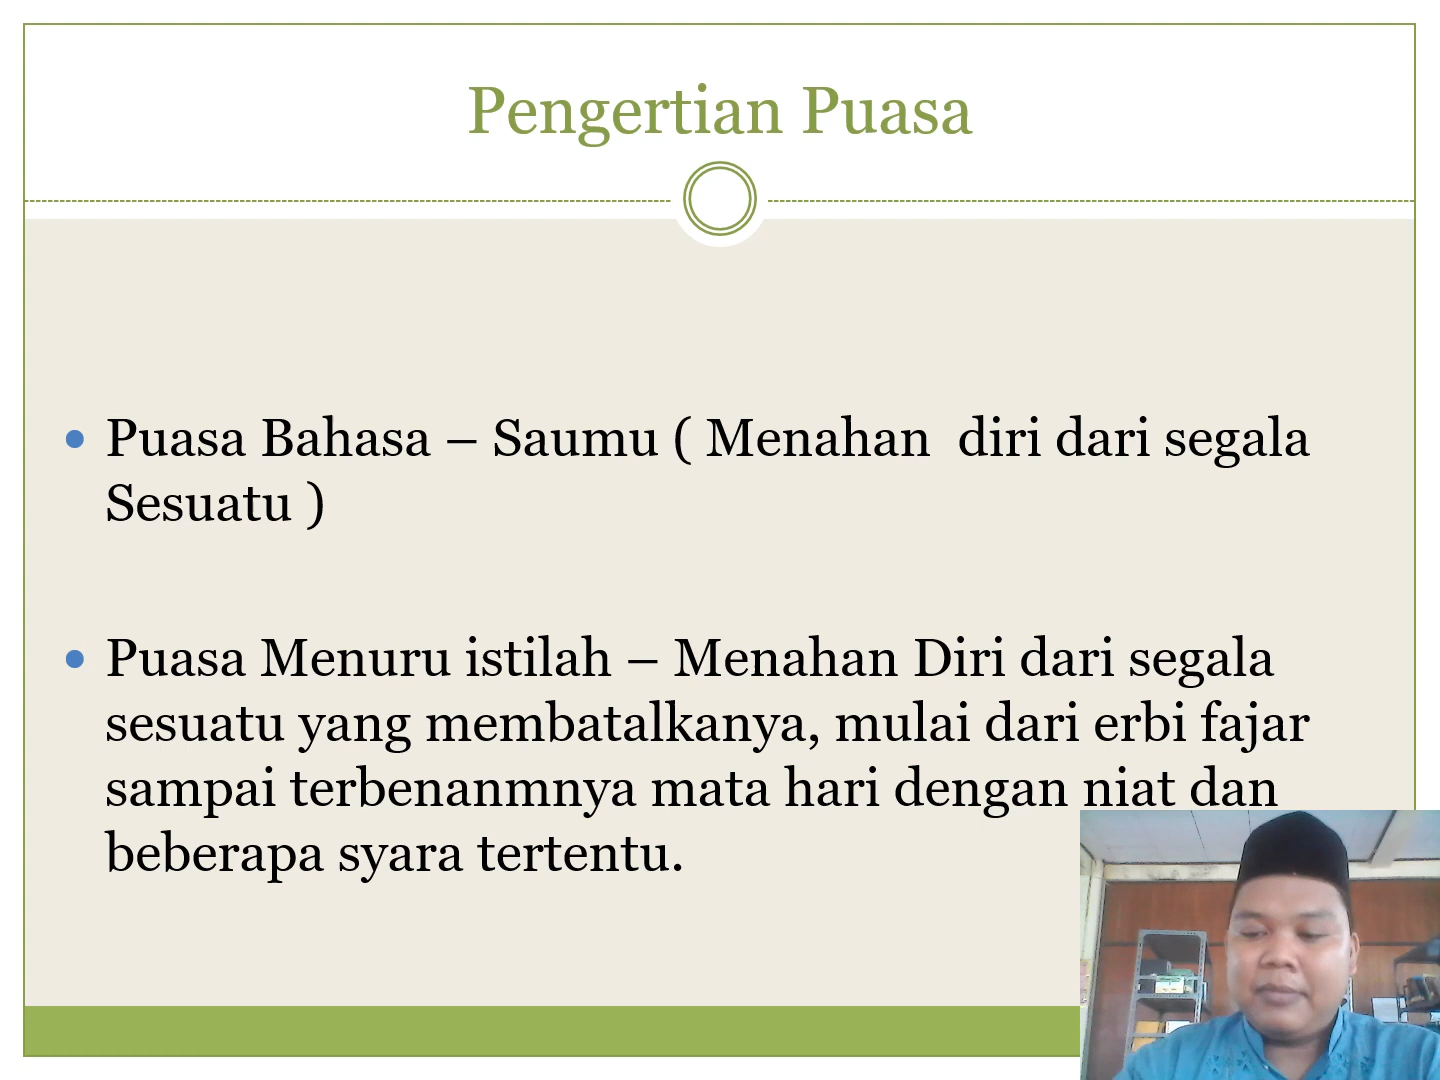 Pengertian Puasa
Puasa Bahasa – Saumu ( Menahan diri dari segala
Sesuatu )
Puasa Menuru istilah – Menahan Diri dari segala
sesuatu yang membatalkanya, mulai dari erbi fajar
sampai terbenanmnya mata hari dengan niat dan
beberapa syara tertentu.